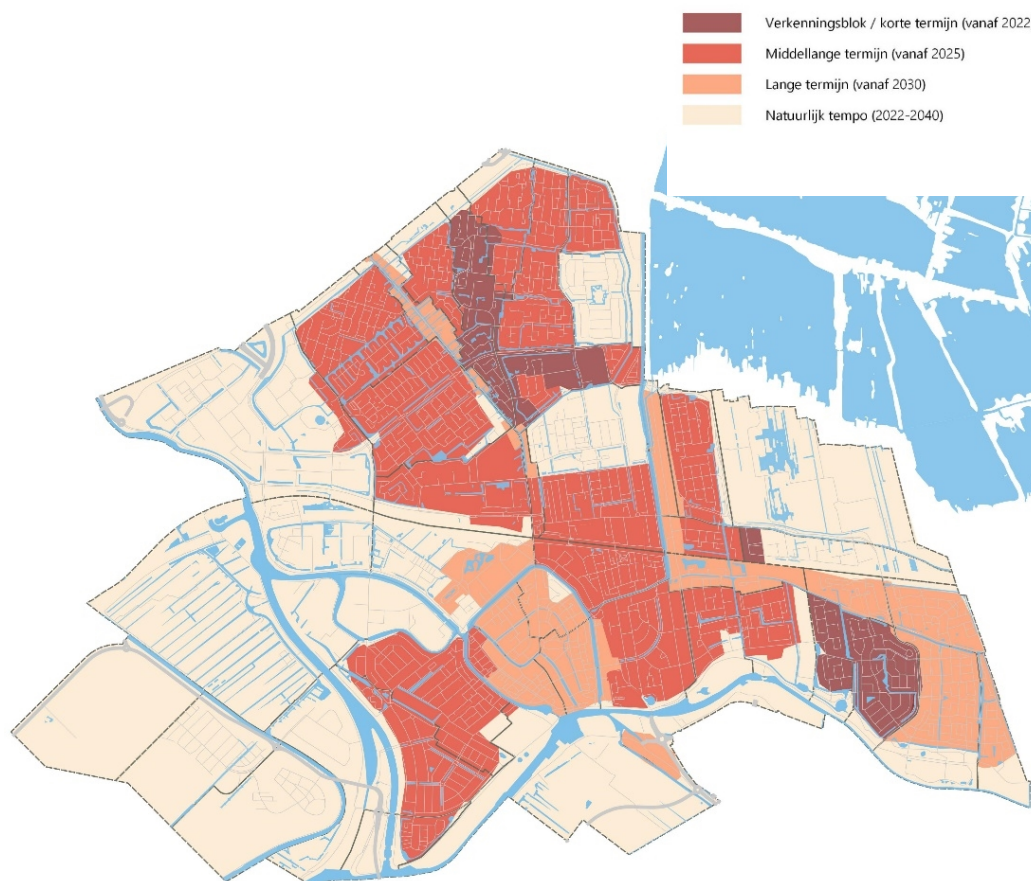 Verkenningsblok / korte termijn (vanaf 2022
Middellange termijn (vanaf 2025)
Lange termijn (vanaf 2030)
Natuurlijk tempo (2022-2040)